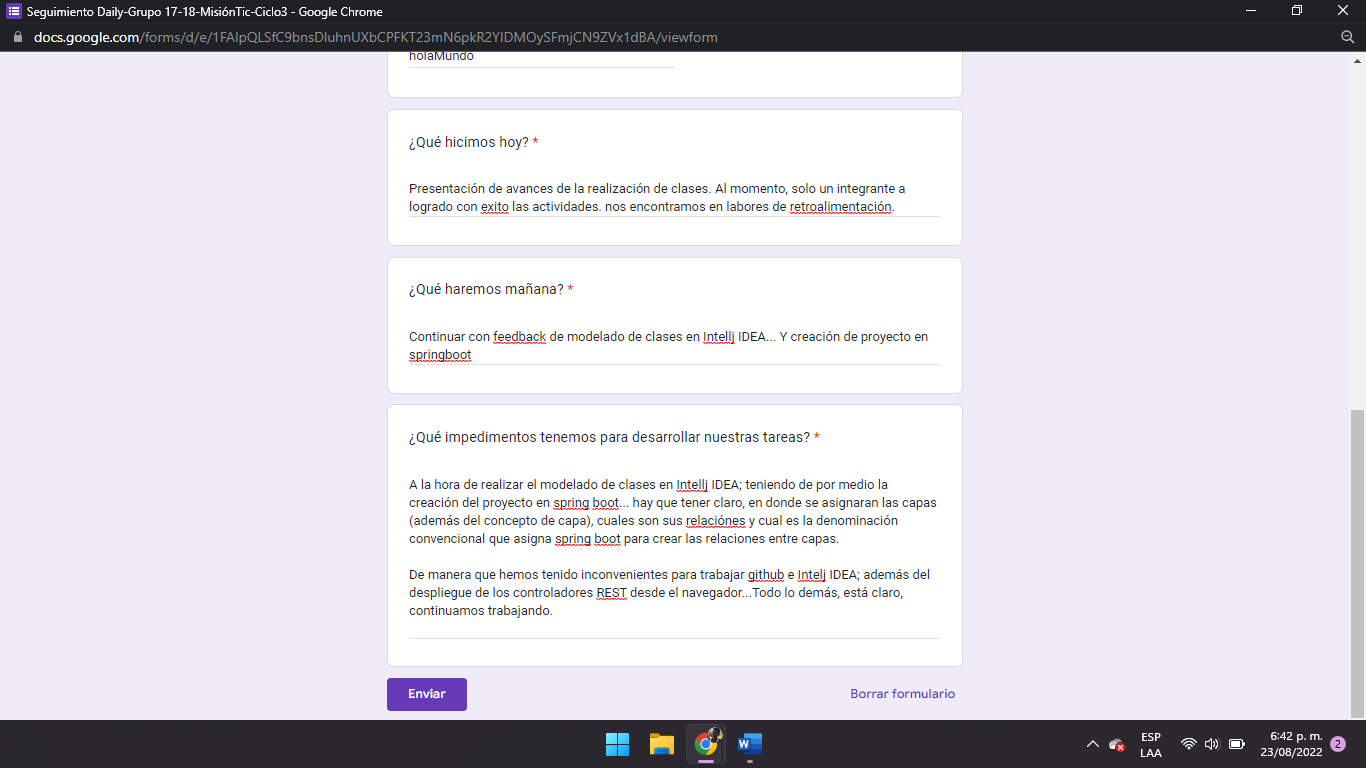 Seguimiento Daily-Grupo 17-18-MisiónTic-Ciclo3 - Google Chrome
docs.google.com/forms/d/e/1FAIpQLSfC9bnsDIuhnUXbCPFKT23mN6pkR2YIDMOySFmjCN9ZVx1dBA/viewform
holaMundo
¿Qué hicimos hoy? *
Presentación de avances de la realización de clases. Al momento, solo un integrante a
logrado con exito las actividades. nos encontramos en labores de retroalimentación.
¿Qué haremos mañana? *
Continuar con feedback de modelado de clases en Intellj IDEA... Y creación de proyecto en
springboot
¿Qué impedimentos tenemos para desarrollar nuestras tareas? *
A la hora de realizar el modelado de clases en Intellj IDEA; teniendo de por medio la
creación del proyecto en spring boot... hay que tener claro, en donde se asignaran las capas
(además del concepto de capa), cuales son sus relaciónes y cual es la denominación
convencional que asigna spring boot para crear las relaciones entre capas.
De manera que hemos tenido inconvenientes para trabajar github e Intelj IDEA; además del
despliegue de los controladores REST desde el navegador...Todo lo demás, está claro,
continuamos trabajando.
Enviar
Borrar formulario
ESP
LAA
6:42 p. m.
23/08/2022
2